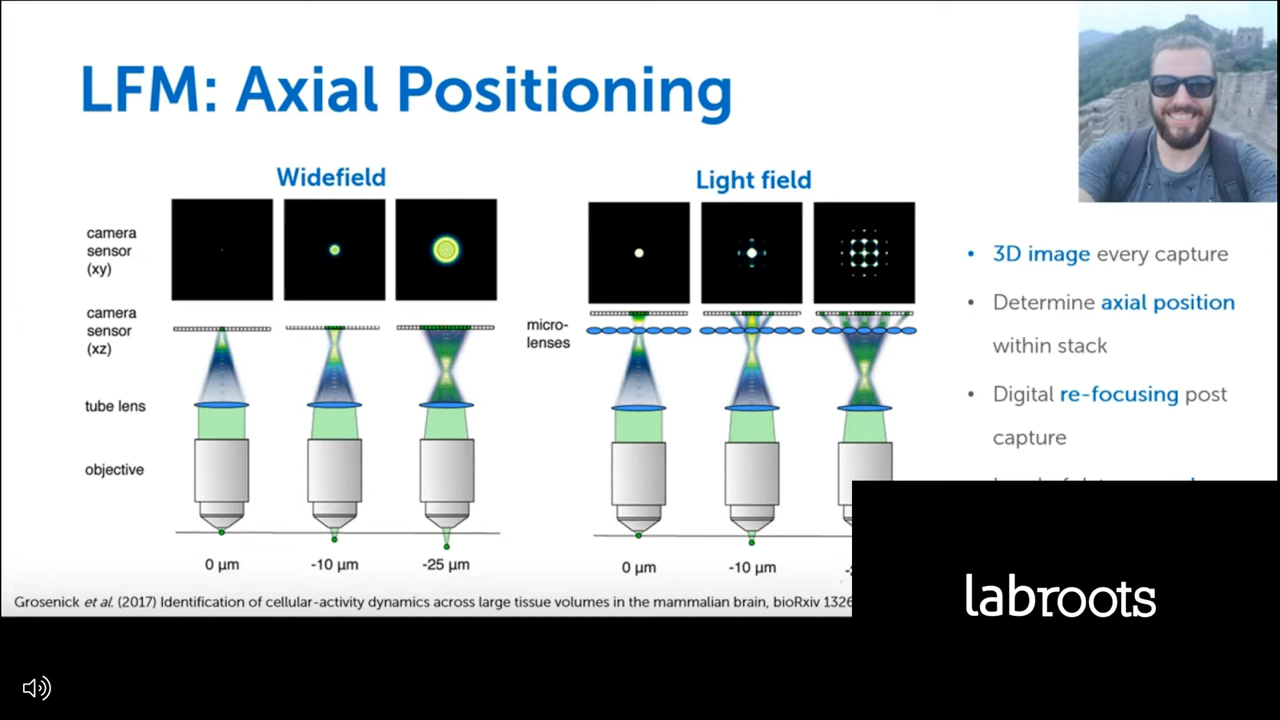 LFM: Axial Positioning
Widefield
Light field
camera
sensor
(xy)
camera
sensor
(xz)
tube lens
objective
micro-
lenses
0 µm
-10 µm
-25 µm
0 µm
-10 µm
• 3D image every capture
• Determine axial position
within stack
• Digital re-focusing post
capture
Grosenick et al. (2017) Identification of cellular-activity dynamics across large tissue volumes in the mammalian brain, bioRxiv 1326
labroots